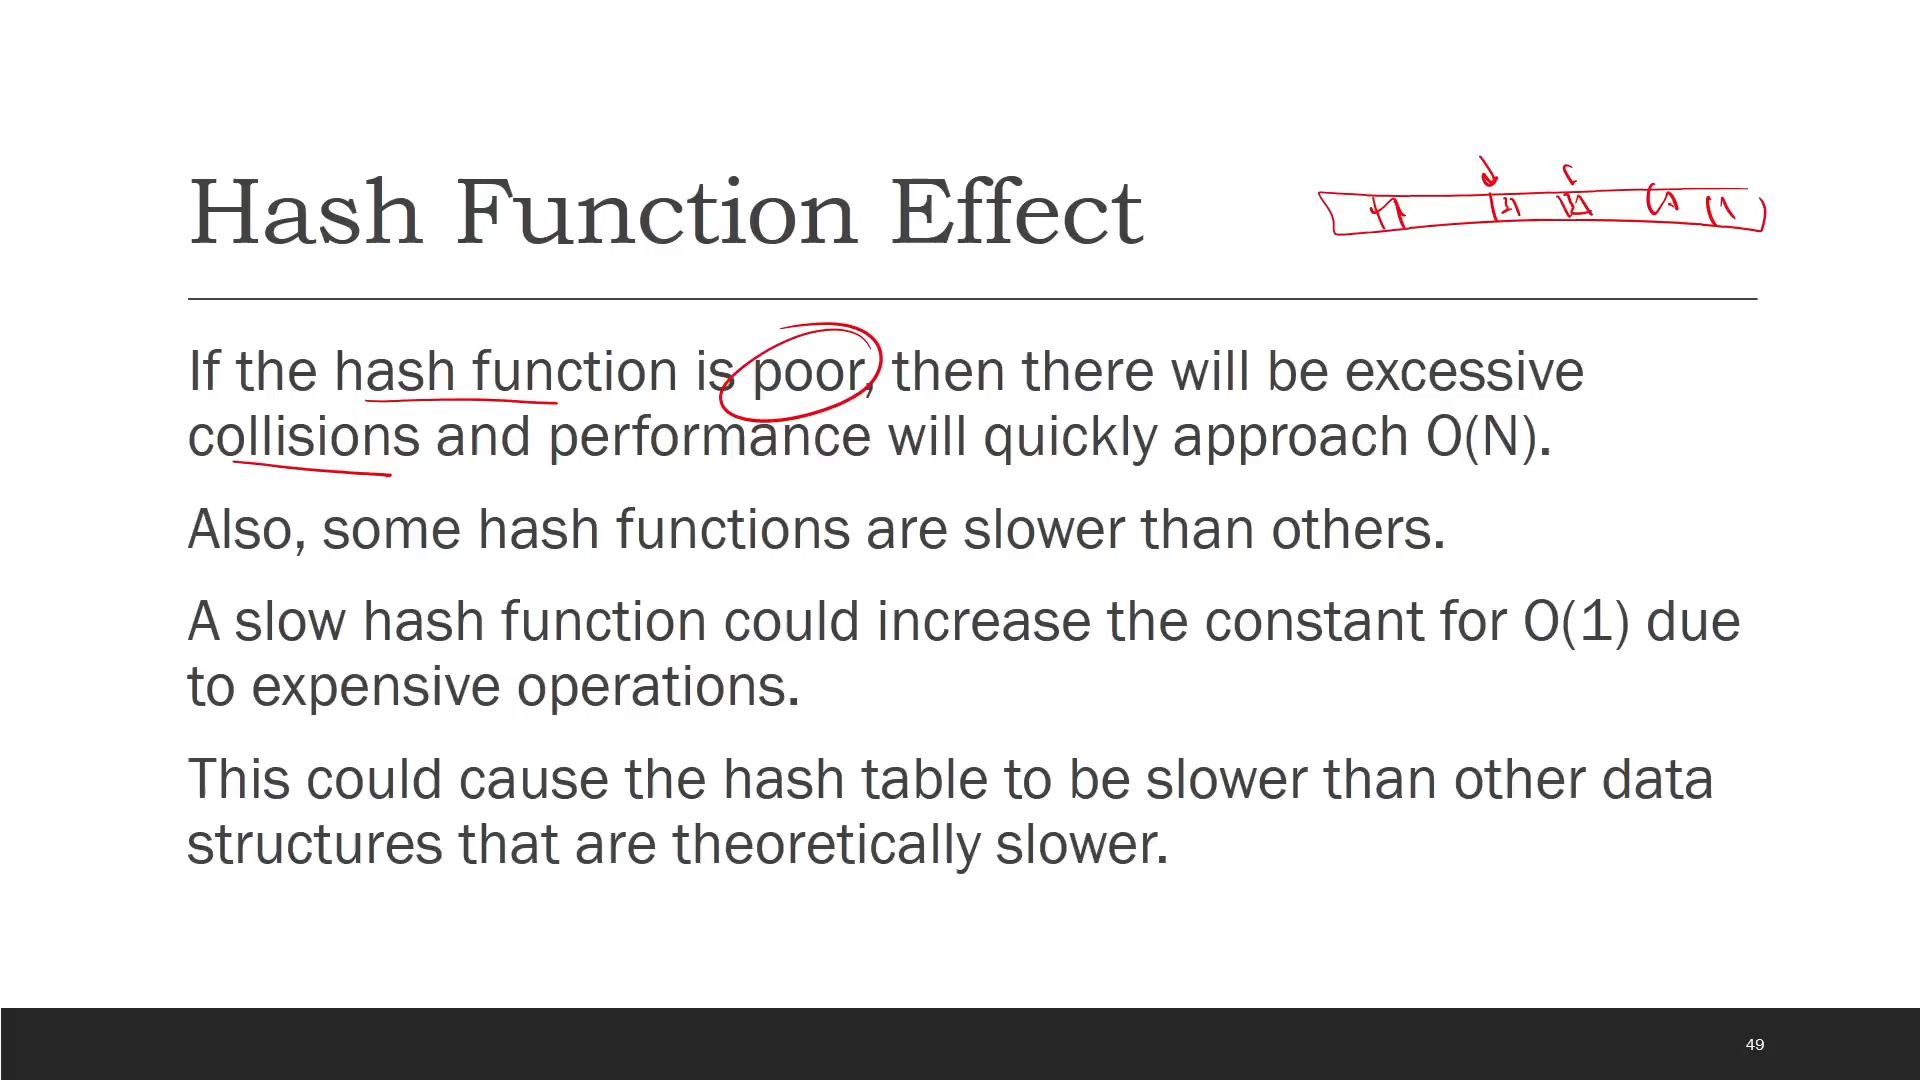 Hash Function Effect
If the hash function is poor, then there will be excessive
collisions and performance will quickly approach O(N).
Also, some hash functions are slower than others.
A slow hash function could increase the constant for O(1) due
to expensive operations.
This could cause the hash table to be slower than other data
structures that are theoretically slower.
49